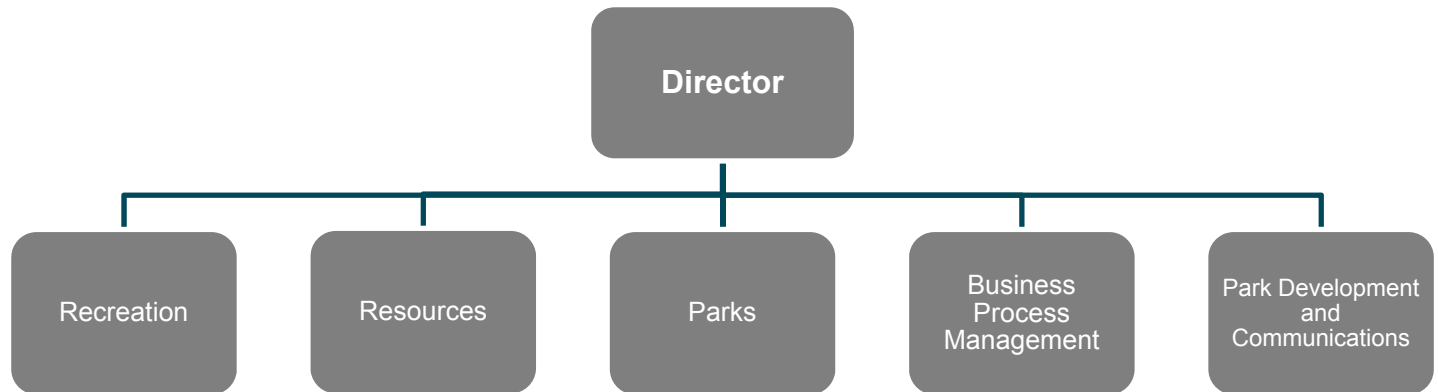 Director
Recreation
Resources
Parks
Business
Process
Management
Park Development
and
Communications